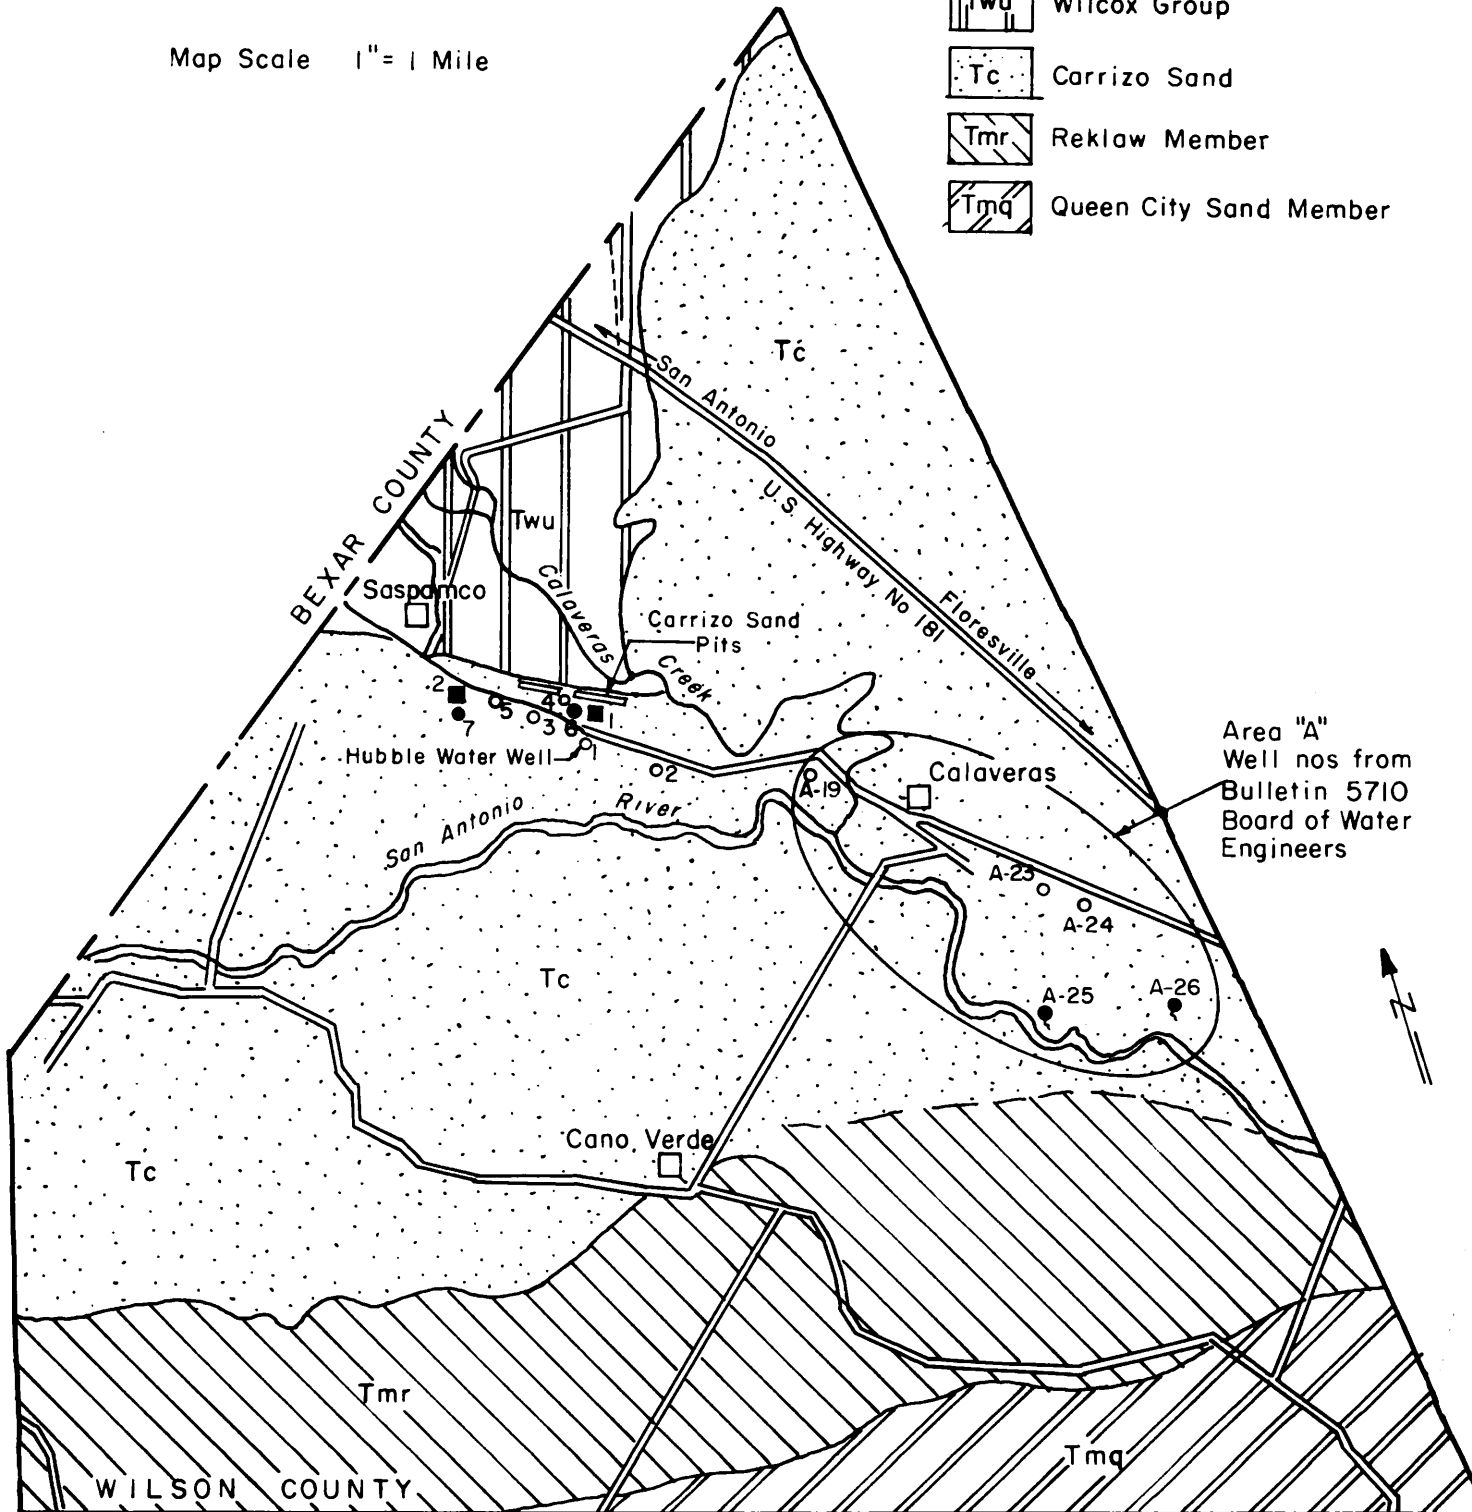 Twu Wilcox Group
Map Scale 1"= 1 Mile
Tc Carrizo Sand
Tmr Reklaw Member
Tmq Queen City Sand Member
Tc
San Antonio
U.S. Highway No 181
Floresville
BEXAR COUNTY
Twu
Saspamco
Calaveras Creek
Carrizo Sand
Pits
2
7
5
3
4
6
1
1
Hubble Water Well
2
San Antonio River
A-19
Calaveras
Area "A"
Well nos from
Bulletin 5710
Board of Water
Engineers
A-23
A-24
A-25
A-26
N
Tc
Cano Verde
Tc
Tmr
Tmq
WILSON COUNTY